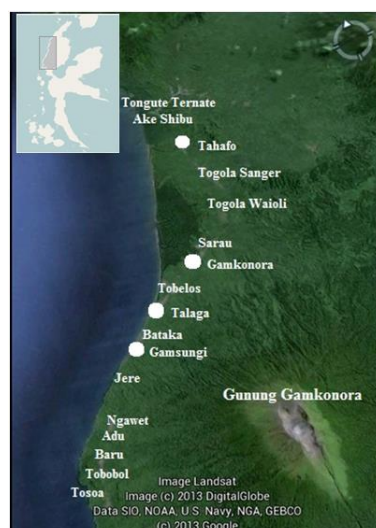 Tongute Ternate
Ake Shibu
Tahafo
Togola Sanger
Togola Waioli
Sarau
Gamkonora
Tobelos
Talaga
Bataka
Gamsungi
Jere
Gunung Gamkonora
Ngawet
Adu
Baru
Tobobol
Tosoa
Image Landsat
Image (c) 2013 DigitalGlobe
Data SIO, NOAA, U.S. Navy, NGA, GEBCO
(c) 2013 Google